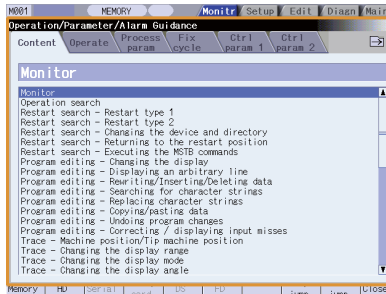 M001 MEMORY Monitr Setup Edit Diagn Main
Operation/Parameter/Alarm Guidance
Content Operate Process param Fix cycle Ctrl param 1 Ctrl param 2
Monitor
Monitor
Operation search
Restart search - Restart type 1
Restart search - Restart type 2
Restart search - Changing the device and directory
Restart search - Returning to the restart position
Restart search - Executing the MSTB commands
Program editing - Changing the display
Program editing - Displaying an arbitrary line
Program editing - Rewriting/Inserting/Deleting data
Program editing - Searching for character strings
Program editing - Replacing character strings
Program editing - Copying/pasting data
Program editing - Undoing program changes
Program editing - Correcting / displaying input misses
Trace - Machine position/Tip machine position
Trace - Changing the display range
Trace - Changing the display mode
Trace - Changing the display angle
Memory HD Serial DS FD Close